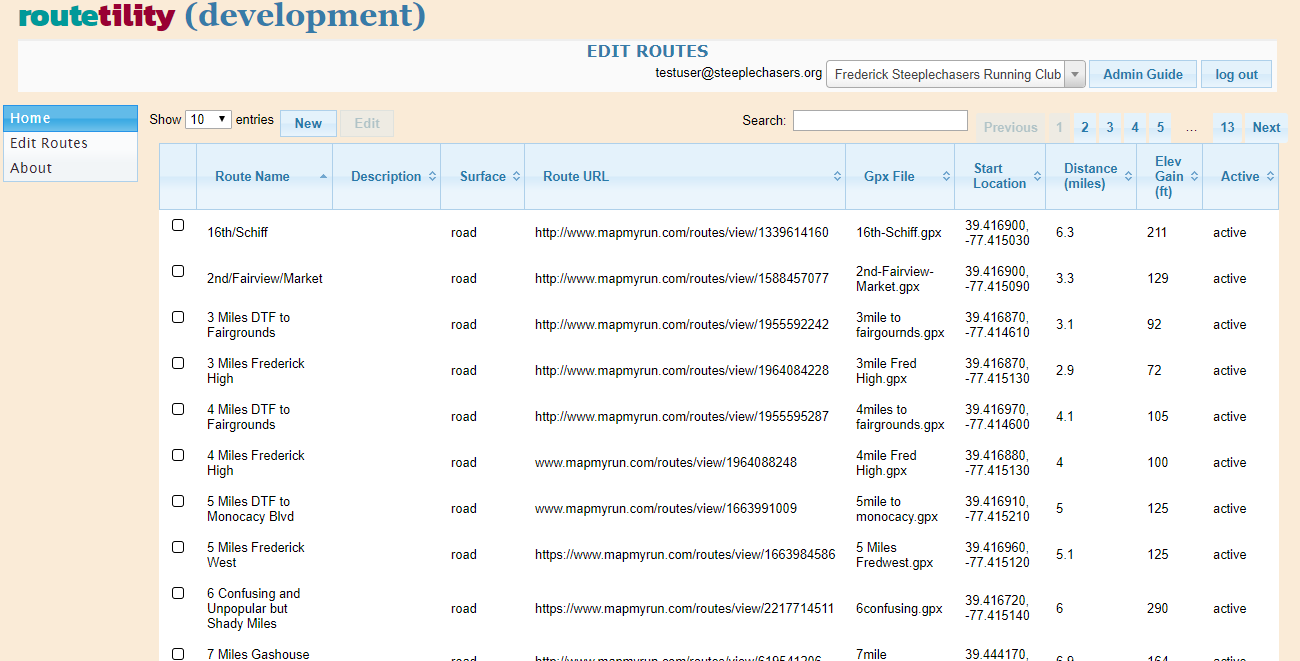 routetility (development)
EDIT ROUTES
testuser@steeplechasers.org Frederick Steeplechasers Running Club Admin Guide log out
Home
Edit Routes
About
Show 10 entries New Edit Search: Previous 1 2 3 4 5 … 13 Next
Route Name Description Surface Route URL Gpx File Start Location Distance (miles) Elev Gain (ft) Active
16th/Schiff road http://www.mapmyrun.com/routes/view/1339614160 16th-Schiff.gpx 39.416900, -77.415030 6.3 211 active
2nd/Fairview/Market road http://www.mapmyrun.com/routes/view/1588457077 2nd-Fairview-Market.gpx 39.416900, -77.415090 3.3 129 active
3 Miles DTF to Fairgrounds road http://www.mapmyrun.com/routes/view/1955592242 3mile to fairgournds.gpx 39.416870, -77.414610 3.1 92 active
3 Miles Frederick High road http://www.mapmyrun.com/routes/view/1964084228 3mile Fred High.gpx 39.416870, -77.415130 2.9 72 active
4 Miles DTF to Fairgrounds road http://www.mapmyrun.com/routes/view/1955595287 4miles to fairgrounds.gpx 39.416970, -77.414600 4.1 105 active
4 Miles Frederick High road www.mapmyrun.com/routes/view/1964088248 4mile Fred High.gpx 39.416880, -77.415130 4 100 active
5 Miles DTF to Monocacy Blvd road www.mapmyrun.com/routes/view/1663991009 5mile to monocacy.gpx 39.416910, -77.415210 5 125 active
5 Miles Frederick West road https://www.mapmyrun.com/routes/view/1663984586 5 Miles Fredwest.gpx 39.416960, -77.415120 5.1 125 active
6 Confusing and Unpopular but Shady Miles road https://www.mapmyrun.com/routes/view/2217714511 6confusing.gpx 39.416720, -77.415140 6 290 active
7 Miles Gashouse road http://www.mapmyrun.com/routes/view/619541206 7mile 39.444170, 6.9 164 active